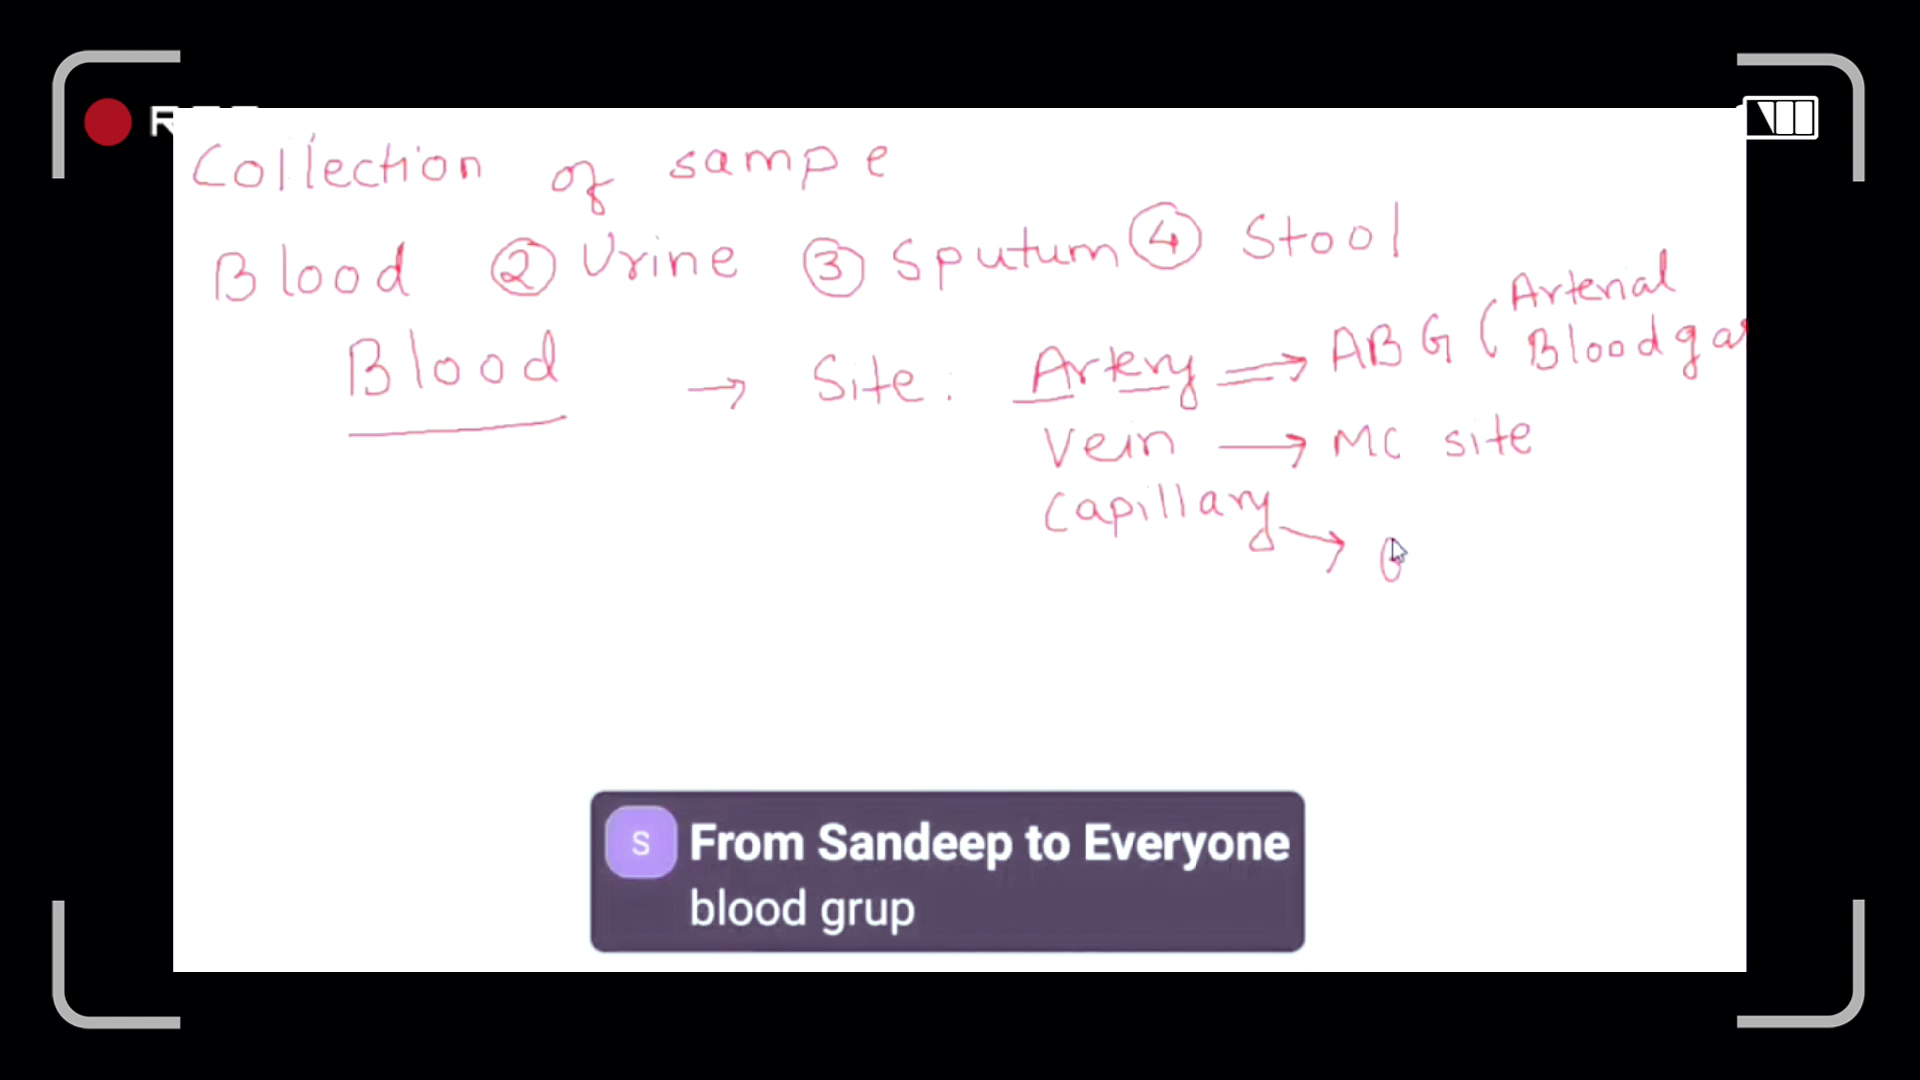 Collection of sampe
Blood ② Urine ③ Sputum ④ Stool
Blood → Site: Artery ⇒ ABG (Arterial
Blood ga
Vein → MC site
Capillary →
S From Sandeep to Everyone
blood grup